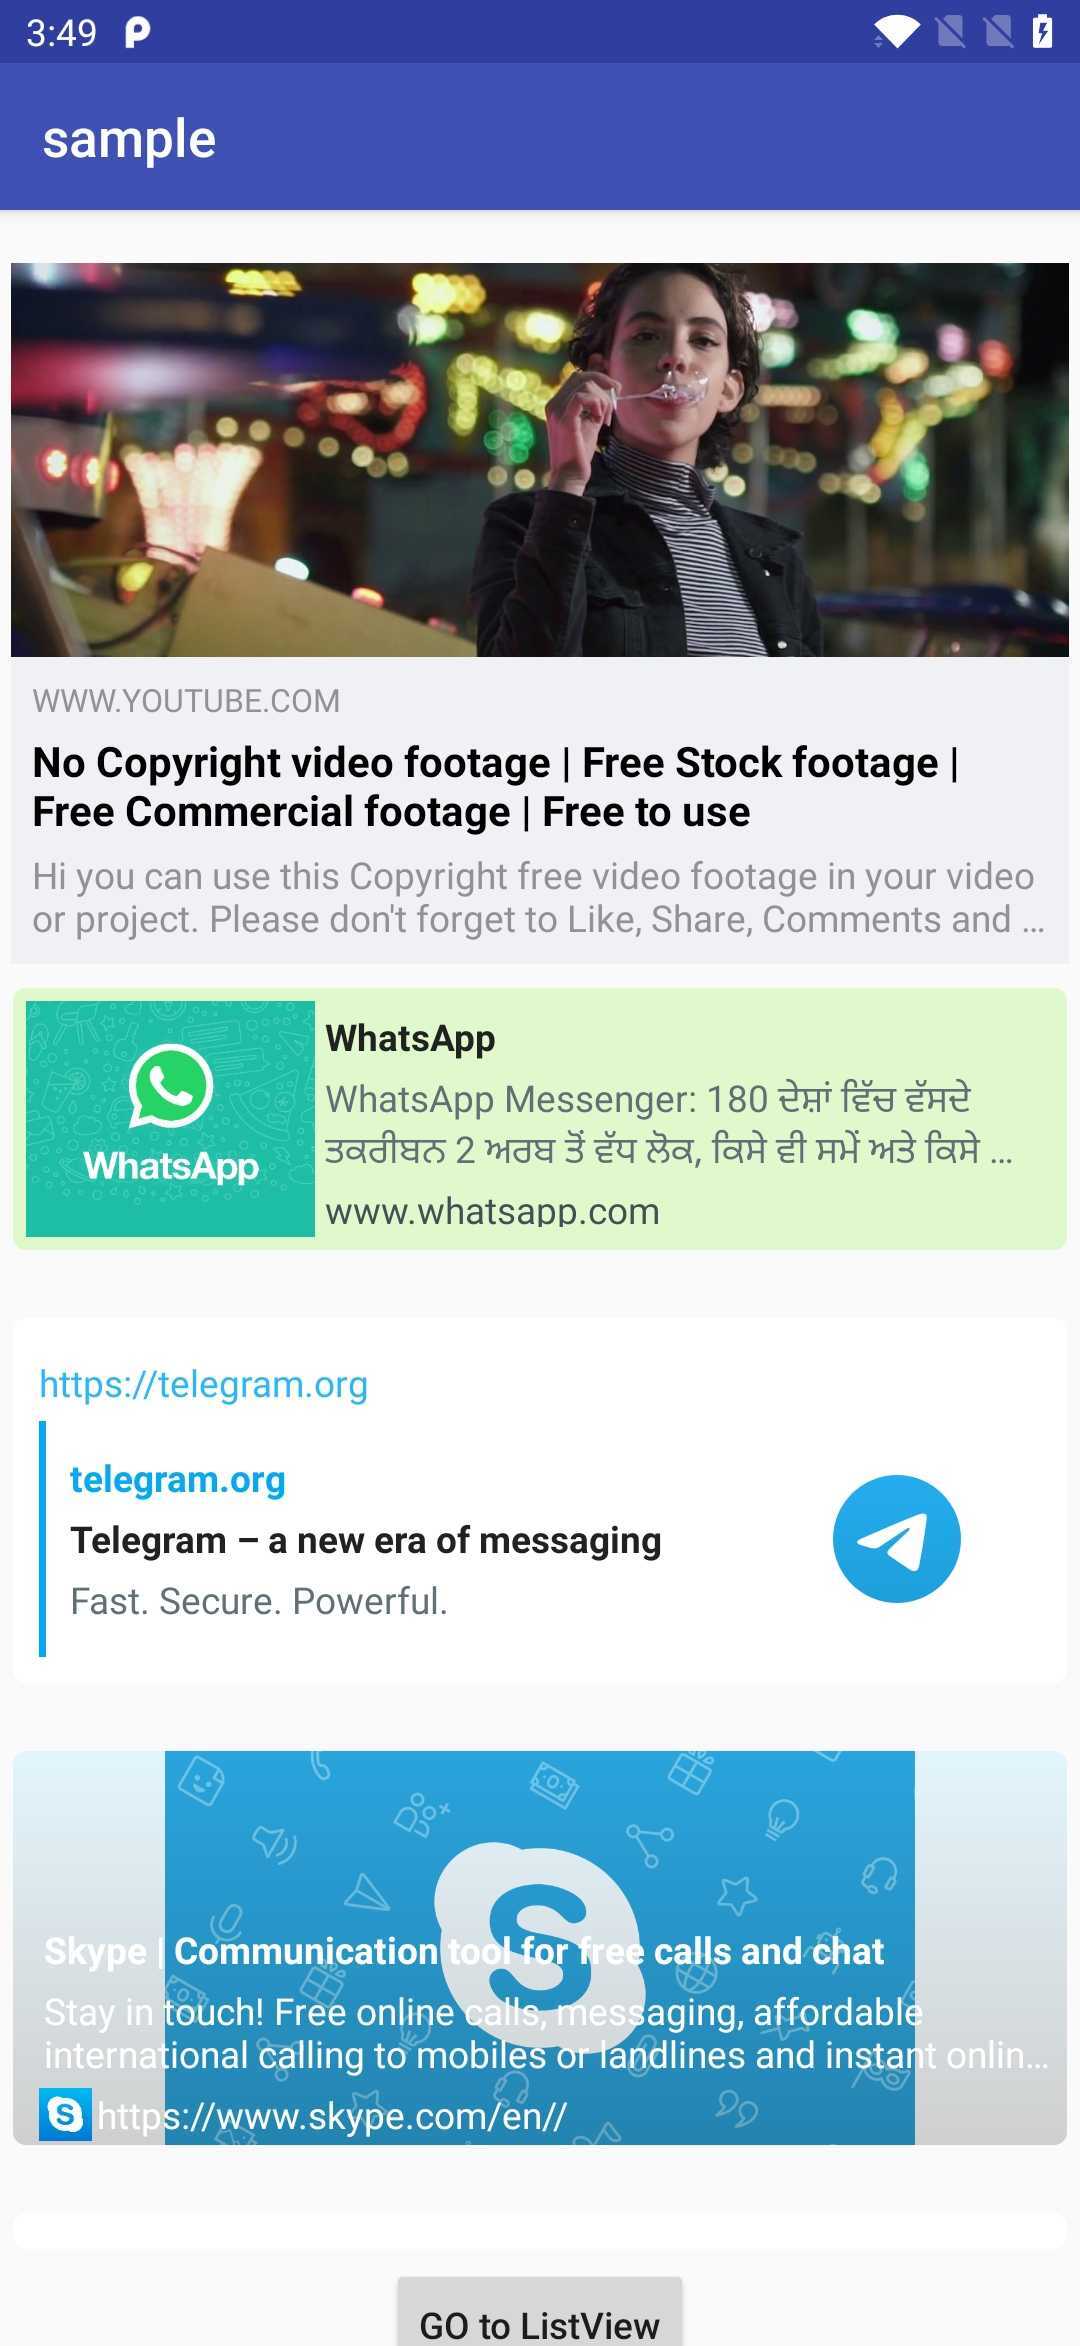 3:49
sample
WWW.YOUTUBE.COM
No Copyright video footage | Free Stock footage |
Free Commercial footage | Free to use
Hi you can use this Copyright free video footage in your video
or project. Please don't forget to Like, Share, Comments and ...
WhatsApp
WhatsApp
WhatsApp Messenger: 180 ਦੇਸ਼ਾਂ ਵਿੱਚ ਵੱਸਦੇ
ਤਕਰੀਬਨ 2 ਅਰਬ ਤੋਂ ਵੱਧ ਲੋਕ, ਕਿਸੇ ਵੀ ਸਮੇਂ ਅਤੇ ਕਿਸੇ ...
www.whatsapp.com
https://telegram.org
telegram.org
Telegram – a new era of messaging
Fast. Secure. Powerful.
Skype | Communication tool for free calls and chat
Stay in touch! Free online calls, messaging, affordable
international calling to mobiles or landlines and instant onlin...
https://www.skype.com/en//
GO to ListView